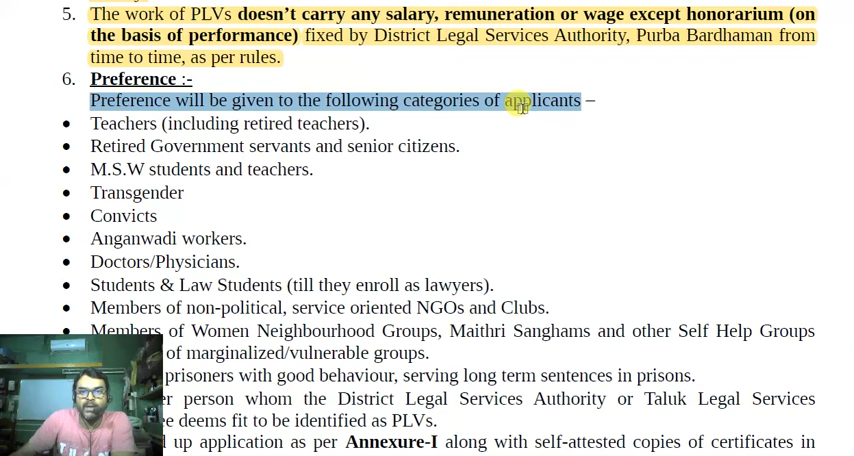 5. The work of PLVs doesn't carry any salary, remuneration or wage except honorarium (on
the basis of performance) fixed by District Legal Services Authority, Purba Bardhaman from
time to time, as per rules.
6. Preference :-
Preference will be given to the following categories of applicants –
• Teachers (including retired teachers).
• Retired Government servants and senior citizens.
• M.S.W students and teachers.
• Transgender
• Convicts
• Anganwadi workers.
• Doctors/Physicians.
• Students & Law Students (till they enroll as lawyers).
• Members of non-political, service oriented NGOs and Clubs.
• Members of Women Neighbourhood Groups, Maithri Sanghams and other Self Help Groups
of marginalized/vulnerable groups.
prisoners with good behaviour, serving long term sentences in prisons.
person whom the District Legal Services Authority or Taluk Legal Services
deems fit to be identified as PLVs.
up application as per Annexure-I along with self-attested copies of certificates in